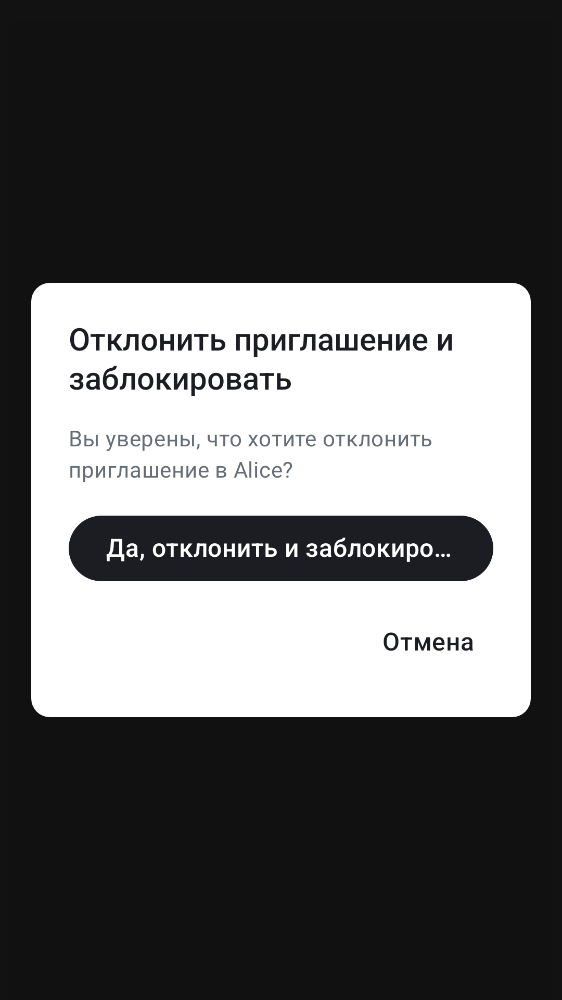 Отклонить приглашение и
заблокировать
Вы уверены, что хотите отклонить
приглашение в Alice?
Да, отклонить и заблокиро...
Отмена